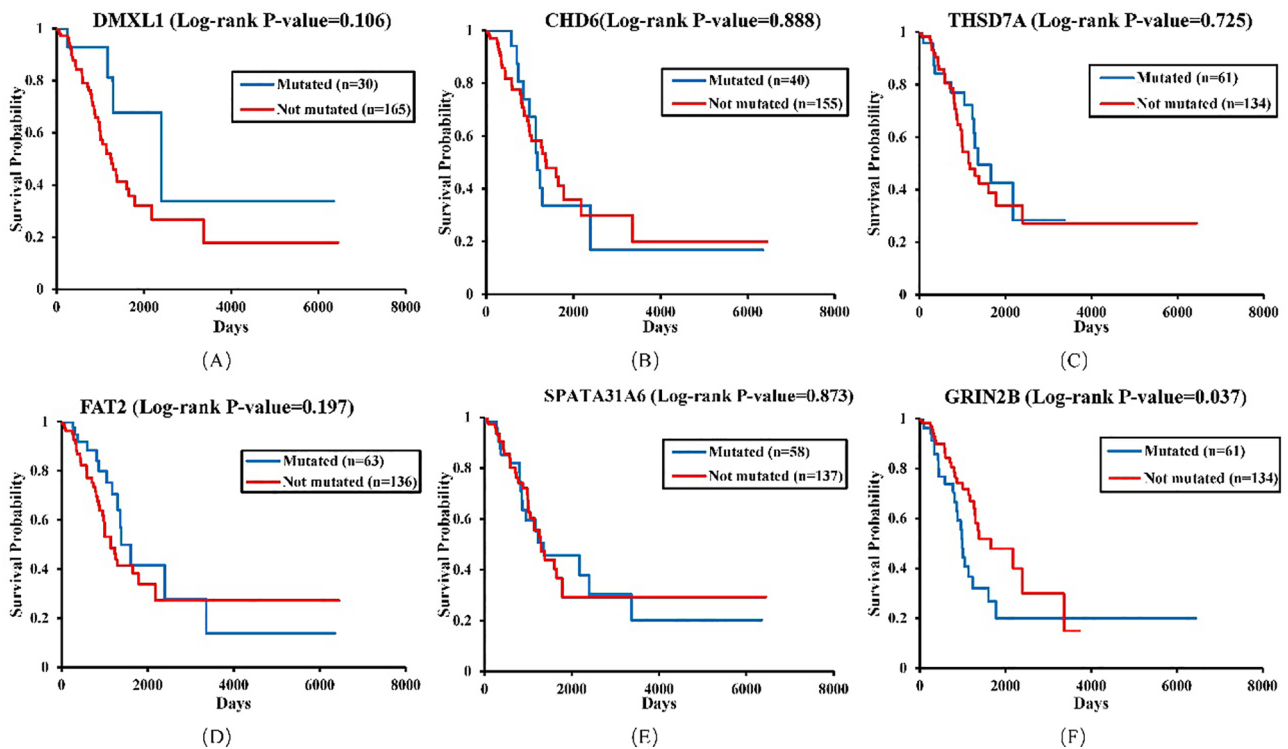 DMXL1 (Log-rank P-value=0.106)
Survival Probability
1
0.8
0.6
0.4
0.2
0
Mutated (n=30)
Not mutated (n=165)
0 2000 4000 6000 8000
Days
(A)
CHD6(Log-rank P-value=0.888)
Survival Probability
1
0.8
0.6
0.4
0.2
0
Mutated (n=40)
Not mutated (n=155)
0 2000 4000 6000 8000
Days
(B)
THSD7A (Log-rank P-value=0.725)
Survival Probability
1
0.8
0.6
0.4
0.2
0
Mutated (n=61)
Not mutated (n=134)
0 2000 4000 6000 8000
Days
(C)
FAT2 (Log-rank P-value=0.197)
Survival Probability
1
0.8
0.6
0.4
0.2
0
Mutated (n=63)
Not mutated (n=136)
0 2000 4000 6000 8000
Days
(D)
SPATA31A6 (Log-rank P-value=0.873)
Survival Probability
1
0.8
0.6
0.4
0.2
0
Mutated (n=58)
Not mutated (n=137)
0 2000 4000 6000 8000
Days
(E)
GRIN2B (Log-rank P-value=0.037)
Survival Probability
1
0.8
0.6
0.4
0.2
0
Mutated (n=61)
Not mutated (n=134)
0 2000 4000 6000 8000
Days
(F)